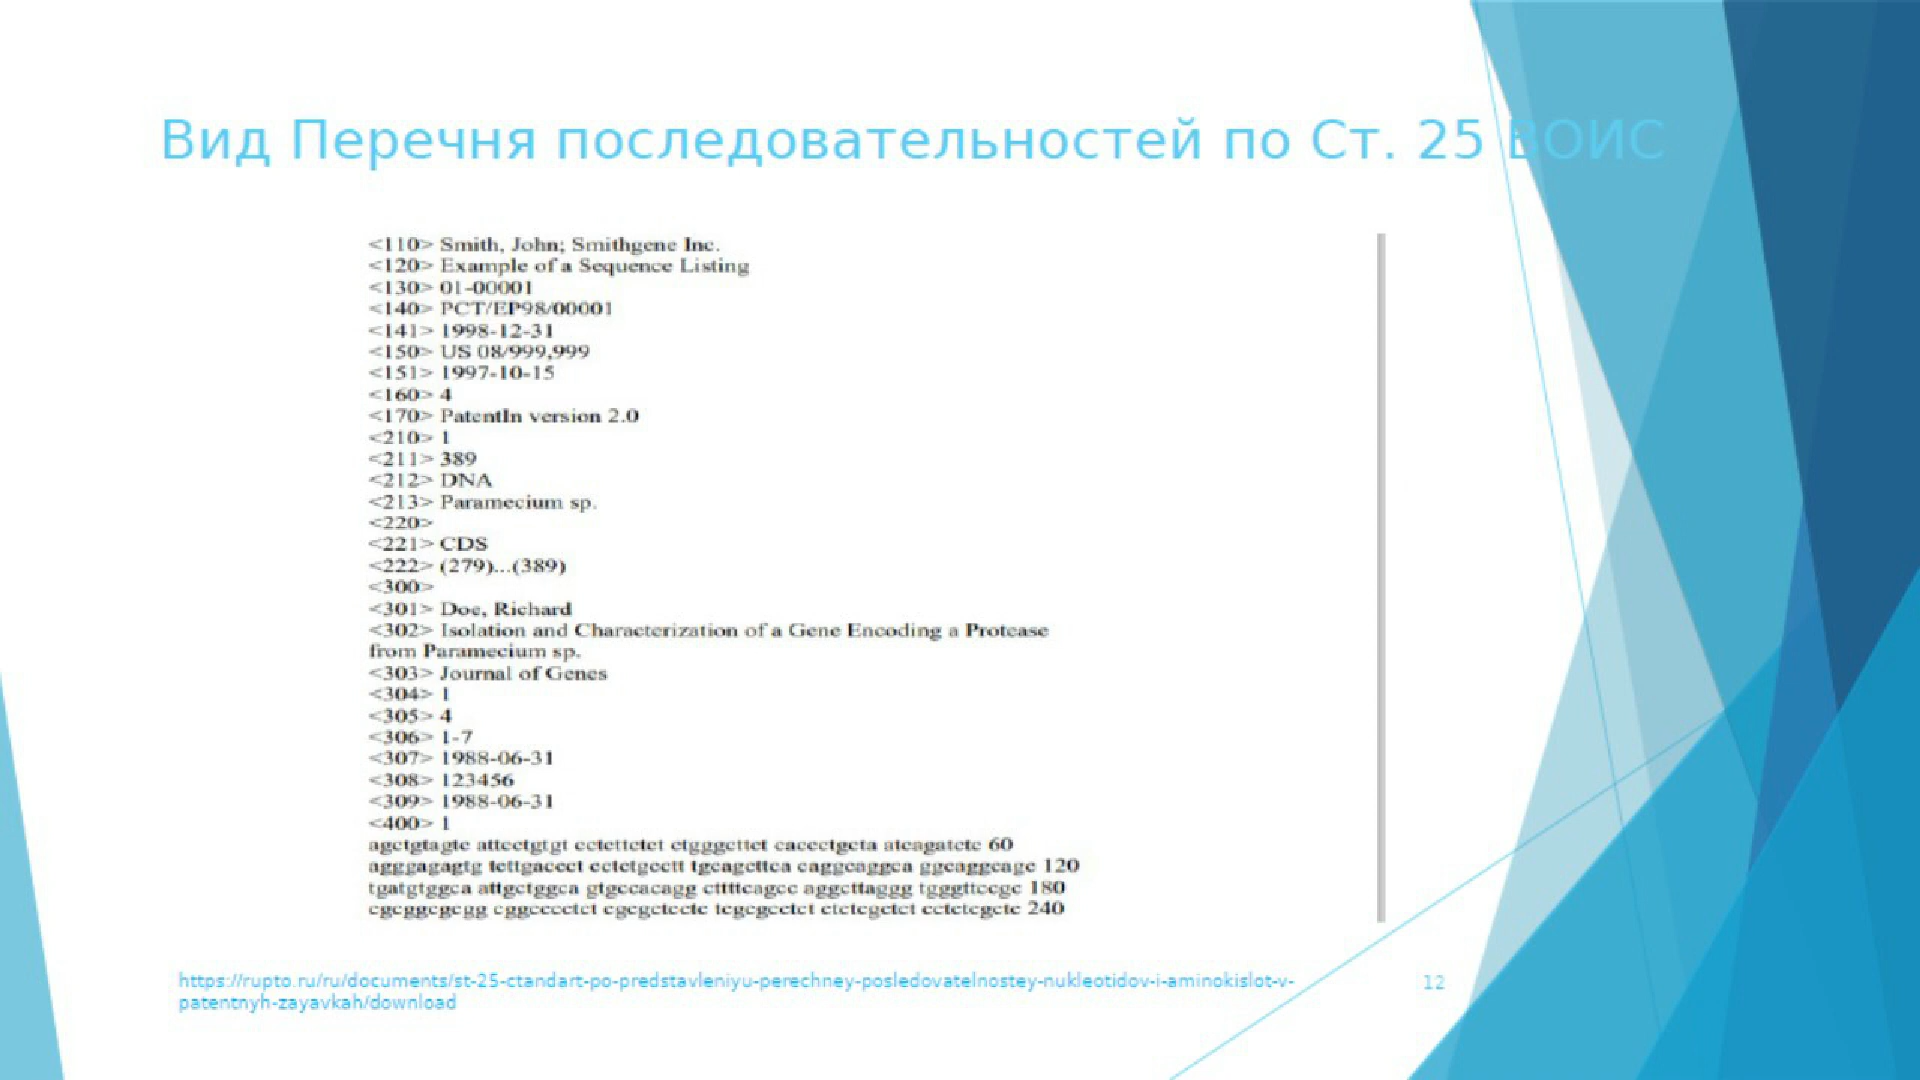 Вид Перечня последовательностей по Ст. 25 ВОИС
<110> Smith, John; Smithgene Inc.
<120> Example of a Sequence Listing
<130> 01-00001
<140> PCT/EP98/00001
<141> 1998-12-31
<150> US 08/999,999
<151> 1997-10-15
<160> 4
<170> PatentIn version 2.0
<210> 1
<211> 389
<212> DNA
<213> Paramecium sp.
<220>
<221> CDS
<222> (279)...(389)
<300>
<301> Doe, Richard
<302> Isolation and Characterization of a Gene Encoding a Protease
from Paramecium sp.
<303> Journal of Genes
<304> 1
<305> 4
<306> 1-7
<307> 1988-06-31
<308> 123456
<309> 1988-06-31
<400> 1
agctgtagtc attcctgtgt cctcttctct ctgggcttct caccctgcta atcagatctc 60
agggagagtg tcttgaccct cctctgcctt tgcagcttca caggcaggca ggcaggcagc 120
tgatgtggca attgctggca gtgccacagg cttttcagcc aggcttaggg tgggttccgc 180
cgcggcgcgg cggcccctct cgcgctcctc tcgcgcctct ctctcgctct cctctcgctc 240
https://rupto.ru/ru/documents/st-25-ctandart-po-predstavleniyu-perechney-posledovatelnostey-nukleotidov-i-aminokislot-v-
patentnyh-zayavkah/download
12